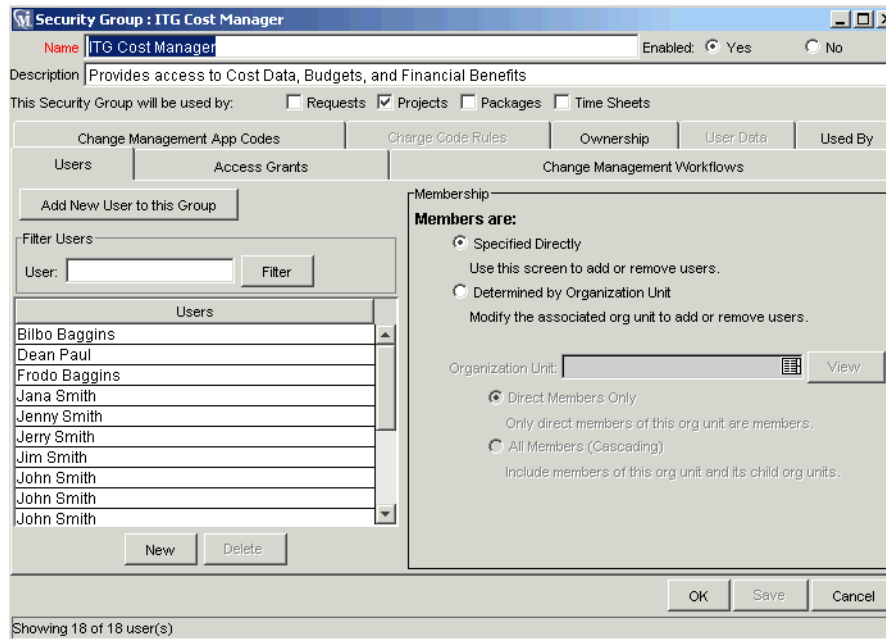 Security Group : ITG Cost Manager
Name ITG Cost Manager Enabled: Yes No
Description Provides access to Cost Data, Budgets, and Financial Benefits
This Security Group will be used by: Requests Projects Packages Time Sheets
Change Management App Codes Charge Code Rules Ownership User Data Used By
Users Access Grants Change Management Workflows
Add New User to this Group
Filter Users
User: Filter
Users
Bilbo Baggins
Dean Paul
Frodo Baggins
Jana Smith
Jenny Smith
Jerry Smith
Jim Smith
John Smith
John Smith
John Smith
New Delete
Membership
Members are:
Specified Directly
Use this screen to add or remove users.
Determined by Organization Unit
Modify the associated org unit to add or remove users.
Organization Unit: View
Direct Members Only
Only direct members of this org unit are members.
All Members (Cascading)
Include members of this org unit and its child org units.
OK Save Cancel
Showing 18 of 18 user(s)